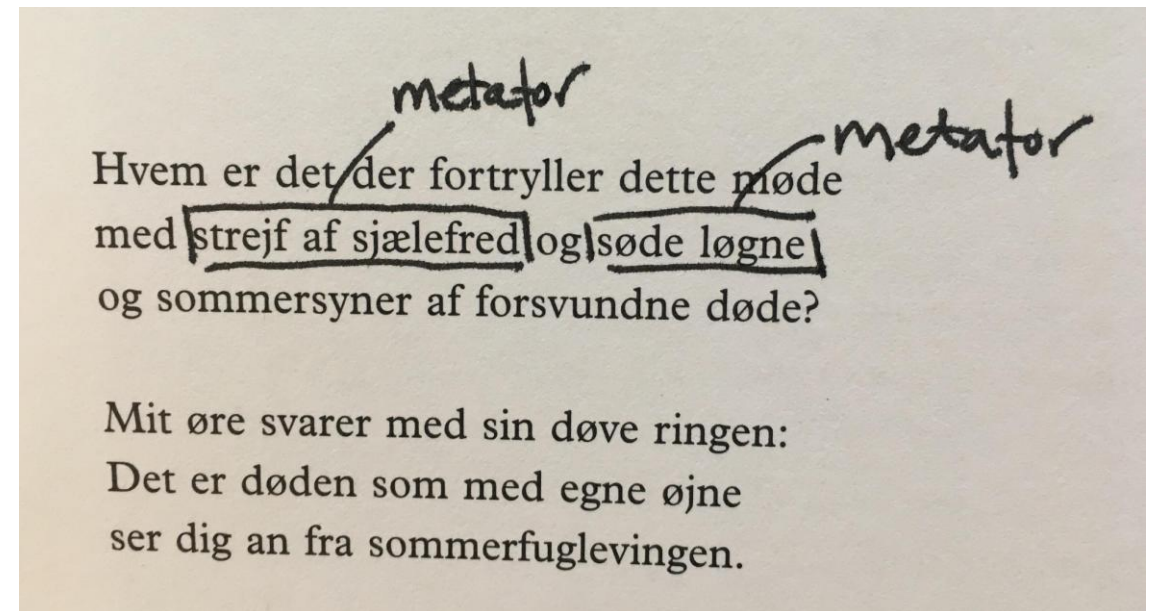 metafor
metafor
Hvem er det der fortryller dette møde
med strejf af sjælefred og søde løgne
og sommersyner af forsvundne døde?
Mit øre svarer med sin døve ringen:
Det er døden som med egne øjne
ser dig an fra sommerfuglevingen.